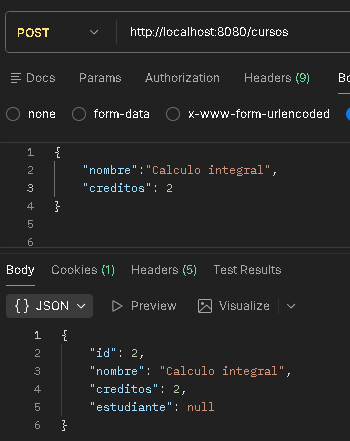 POST http://localhost:8080/cursos
Docs Params Authorization Headers (9) Bo
none form-data x-www-form-urlencoded
1 {
2 "nombre":"Calculo integral",
3 "creditos": 2
4 }
5
6
Body Cookies (1) Headers (5) Test Results
{} JSON Preview Visualize
1 {
2 "id": 2,
3 "nombre": "Calculo integral",
4 "creditos": 2,
5 "estudiante": null
6 }